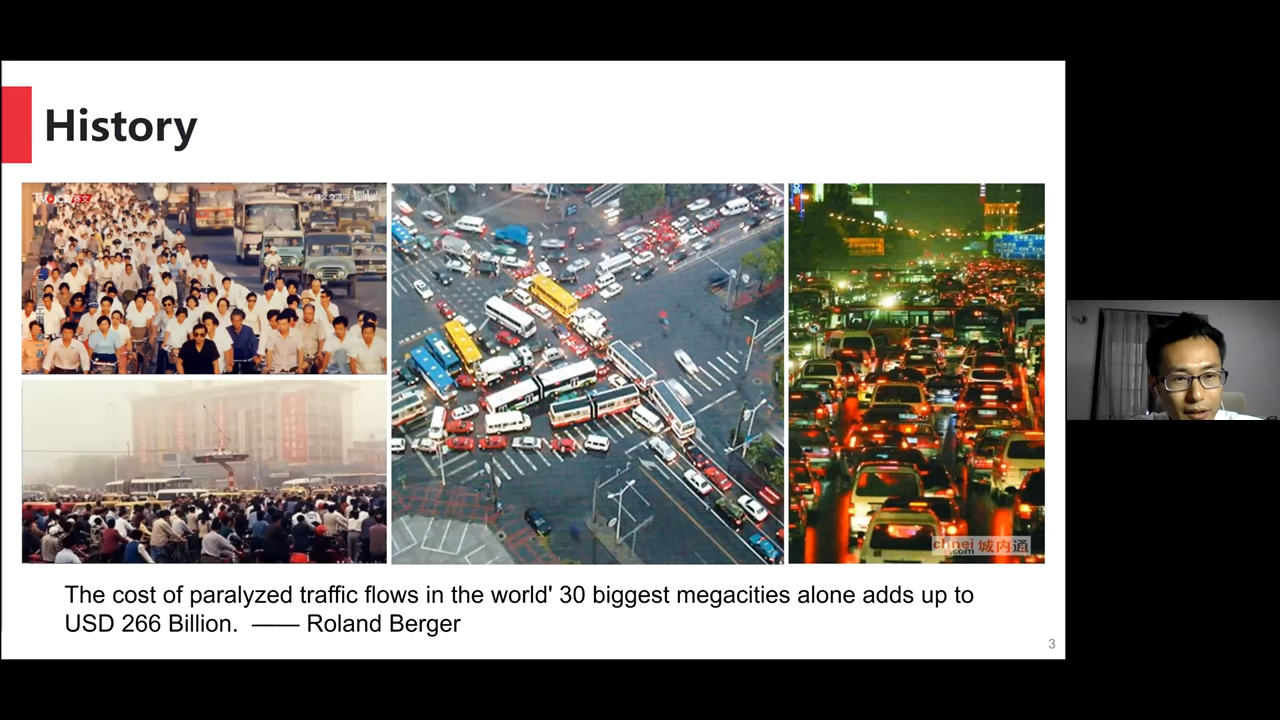 History
The cost of paralyzed traffic flows in the world' 30 biggest megacities alone adds up to
USD 266 Billion. —— Roland Berger
chnei
.com 城内通
3